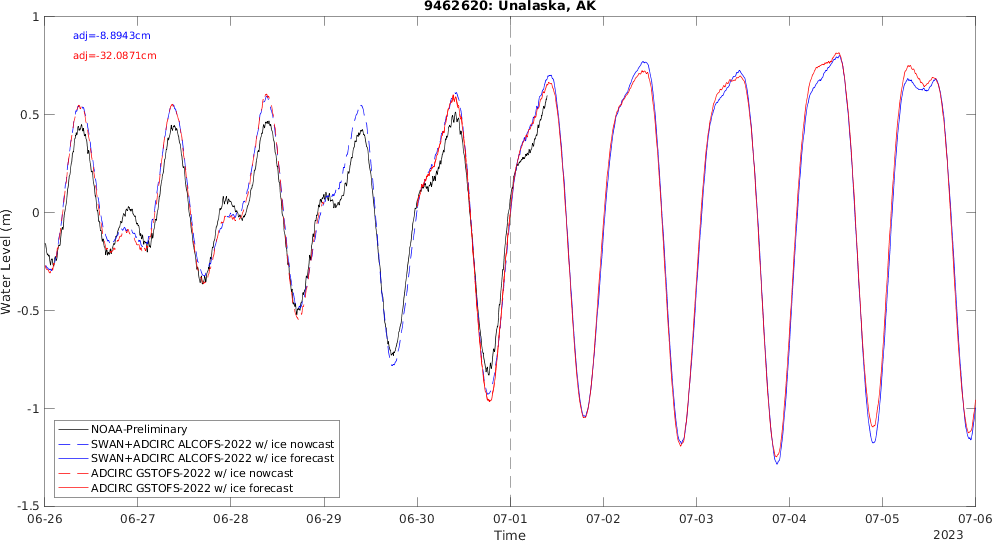 9462620: Unalaska, AK
adj=-8.8943cm
adj=-32.0871cm
Water Level (m)
1
0.5
0
-0.5
-1
-1.5
NOAA-Preliminary
SWAN+ADCIRC ALCOFS-2022 w/ ice nowcast
SWAN+ADCIRC ALCOFS-2022 w/ ice forecast
ADCIRC GSTOFS-2022 w/ ice nowcast
ADCIRC GSTOFS-2022 w/ ice forecast
06-26 06-27 06-28 06-29 06-30 07-01 07-02 07-03 07-04 07-05 07-06
Time
2023